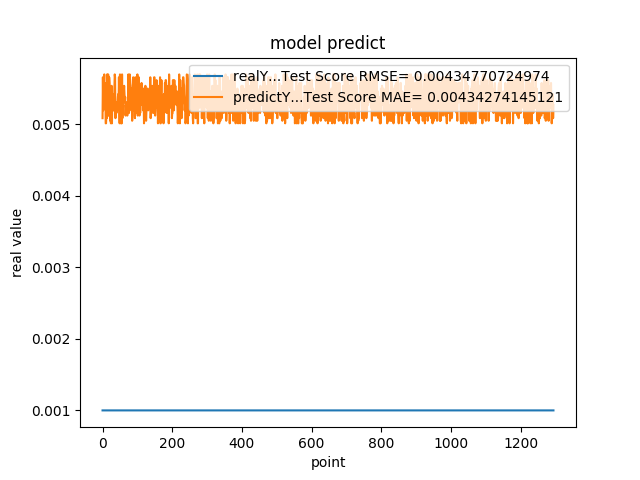 model predict
realY...Test Score RMSE= 0.00434770724974
predictY...Test Score MAE= 0.00434274145121
0.005
0.004
0.003
0.002
0.001
real value
0 200 400 600 800 1000 1200
point